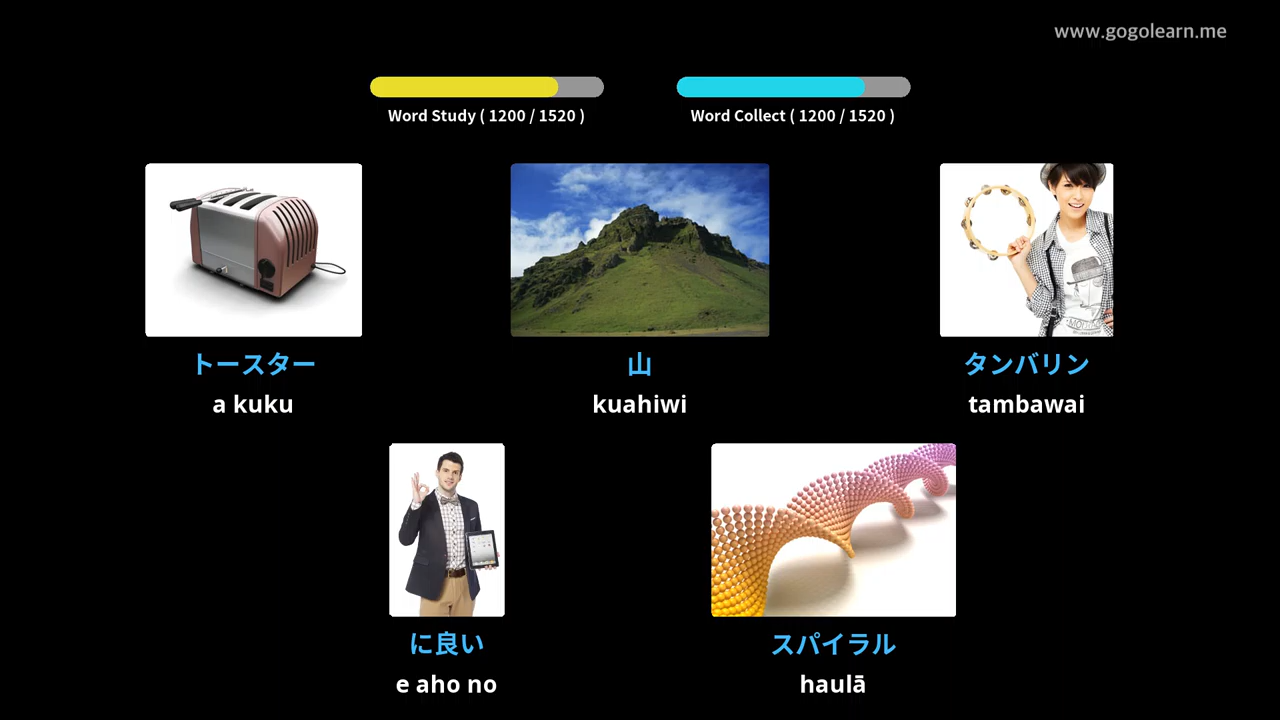 www.gogolearn.me
Word Study ( 1200 / 1520 )
Word Collect ( 1200 / 1520 )
トースター
a kuku
山
kuahiwi
タンバリン
tambawai
に良い
e aho no
スパイラル
haulā